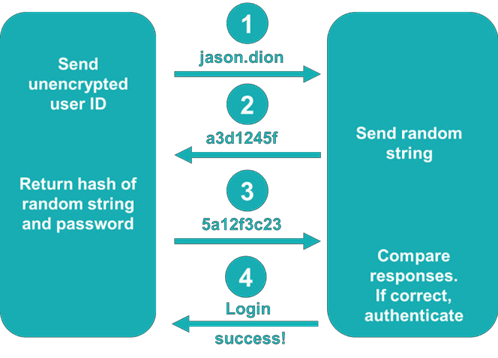 Send
unencrypted
user ID
Return hash of
random string
and password
1
jason.dion
2
a3d1245f
3
5a12f3c23
4
Login
success!
Send random
string
Compare
responses.
If correct,
authenticate